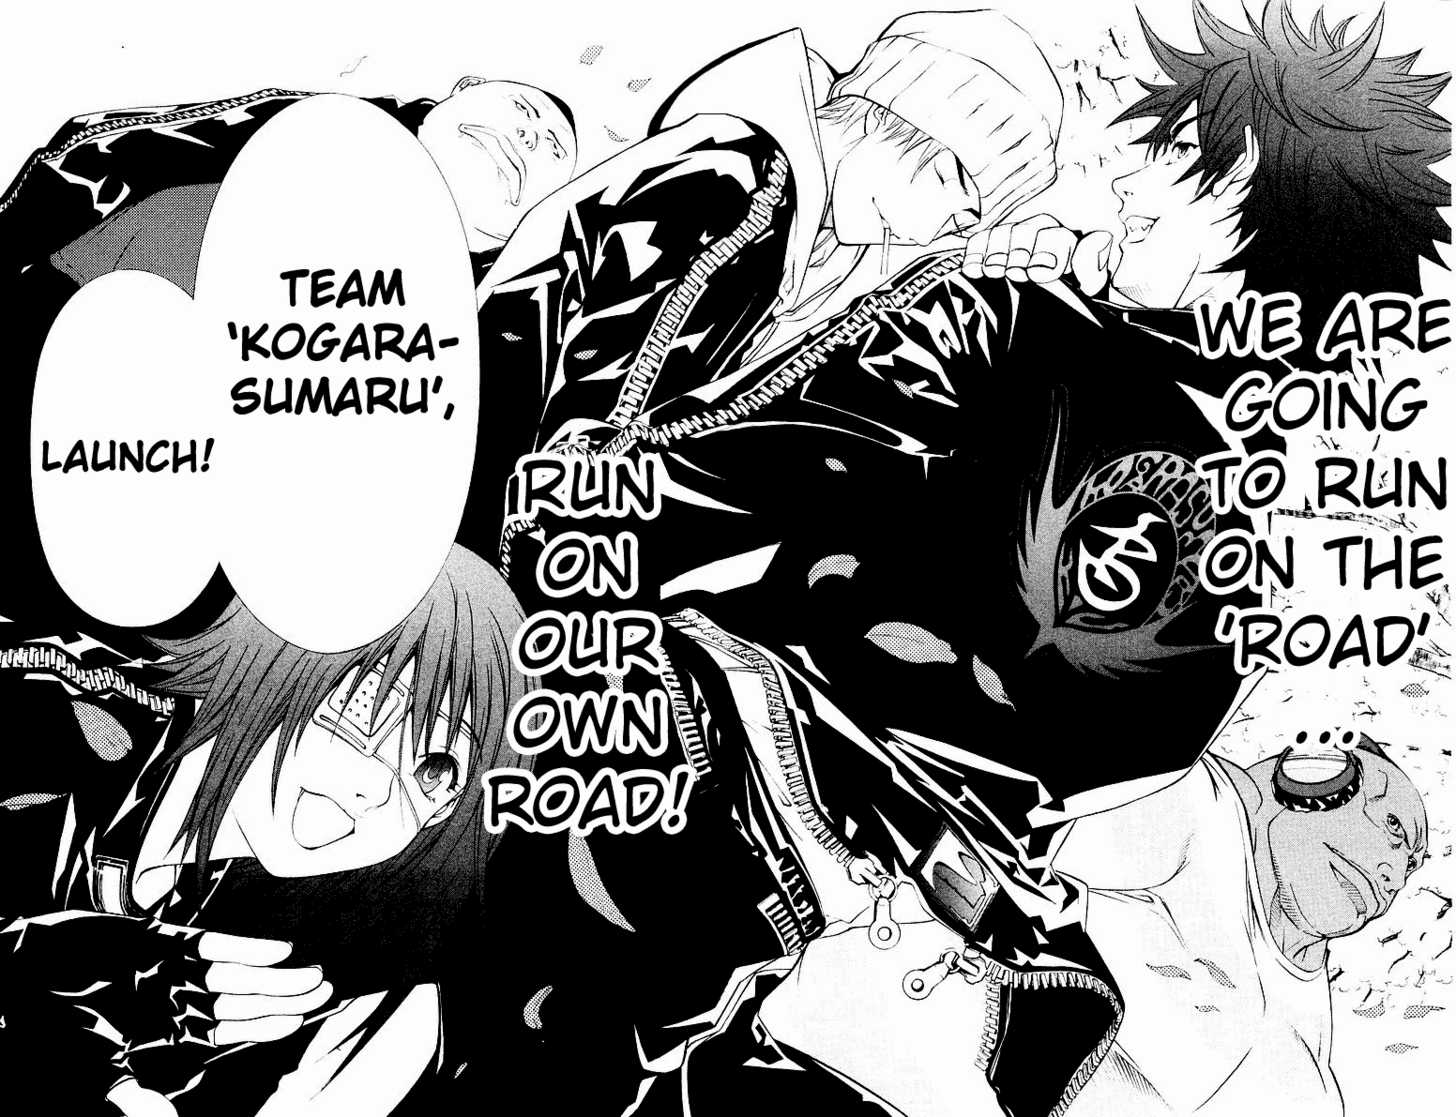 WE ARE
GOING
TO RUN
ON THE
'ROAD'
...
RUN
ON
OUR
OWN
ROAD!
TEAM
'KOGARA-
SUMARU',
LAUNCH!